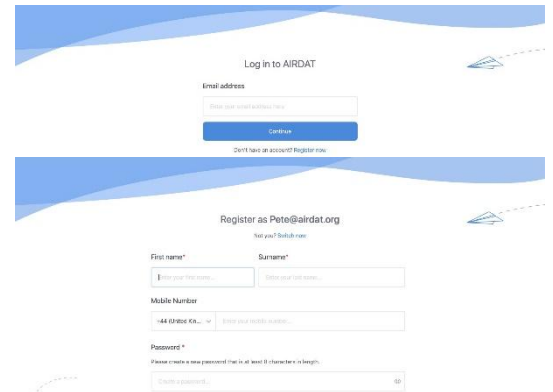 Log in to AIRDAT
Email address
Enter your email address here
Continue
Don't have an account? Register now
Register as Pete@airdat.org
Not you? Switch now
First name* Surname*
Enter your first name... Enter your last name...
Mobile Number
+44 (United Kin... Enter your mobile number...
Password *
Please create a new password that is at least 8 characters in length.
Create a password...